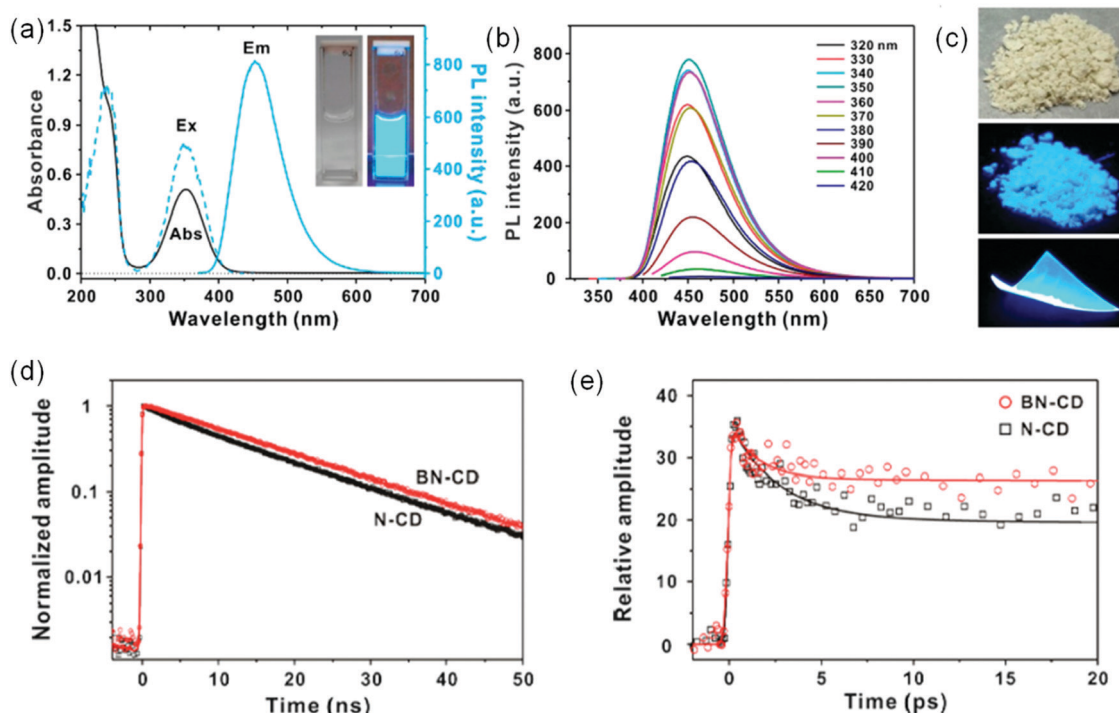 (a)
1.5
1.2
0.9
0.6
0.3
0.0
Absorbance
Ex
Em
Abs
800
600
400
200
0
PL intensity (a.u.)
200 300 400 500 600 700
Wavelength (nm)
(b)
800
600
400
200
0
PL intensity (a.u.)
320 nm
330
340
350
360
370
380
390
400
410
420
350 400 450 500 550 600 700
Wavelength (nm)
(c)
(d)
1
0.1
0.01
Normalized amplitude
BN-CD
N-CD
0 10 20 30 40 50
Time (ns)
(e)
40
30
20
10
0
Relative amplitude
BN-CD
N-CD
0 5 10 15 20
Time (ps)